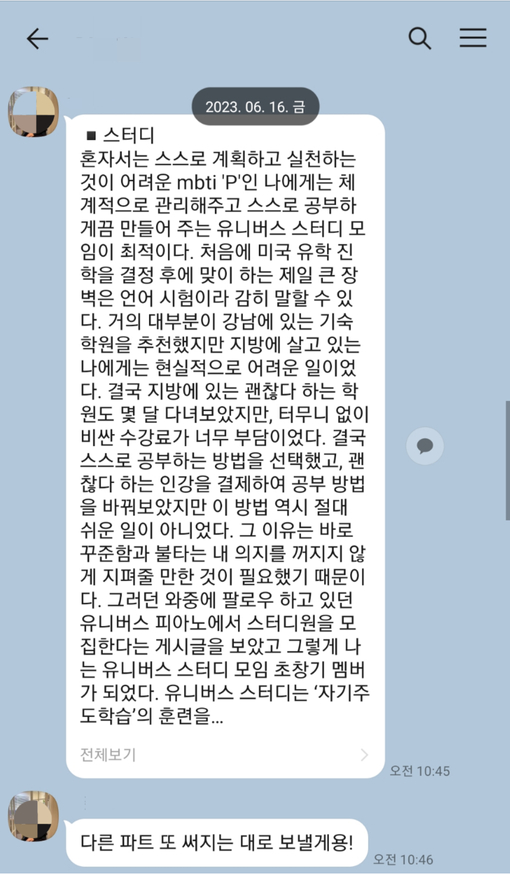 2023. 06. 16. 금
■ 스터디
혼자서는 스스로 계획하고 실천하는
것이 어려운 mbti 'P'인 나에게는 체
계적으로 관리해주고 스스로 공부하
게끔 만들어 주는 유니버스 스터디 모
임이 최적이다. 처음에 미국 유학 진
학을 결정 후에 맞이 하는 제일 큰 장
벽은 언어 시험이라 감히 말할 수 있
다. 거의 대부분이 강남에 있는 기숙
학원을 추천했지만 지방에 살고 있는
나에게는 현실적으로 어려운 일이었
다. 결국 지방에 있는 괜찮다 하는 학
원도 몇 달 다녀보았지만, 터무니 없이
비싼 수강료가 너무 부담이었다. 결국
스스로 공부하는 방법을 선택했고, 괜
찮다 하는 인강을 결제하여 공부 방법
을 바꿔보았지만 이 방법 역시 절대
쉬운 일이 아니었다. 그 이유는 바로
꾸준함과 불타는 내 의지를 꺼지지 않
게 지펴줄 만한 것이 필요했기 때문이
다. 그러던 와중에 팔로우 하고 있던
유니버스 피아노에서 스터디원을 모
집한다는 게시글을 보았고 그렇게 나
는 유니버스 스터디 모임 초창기 멤버
가 되었다. 유니버스 스터디는 ‘자기주
도학습’의 훈련을...
전체보기
오전 10:45
다른 파트 또 써지는 대로 보낼게용!
오전 10:46